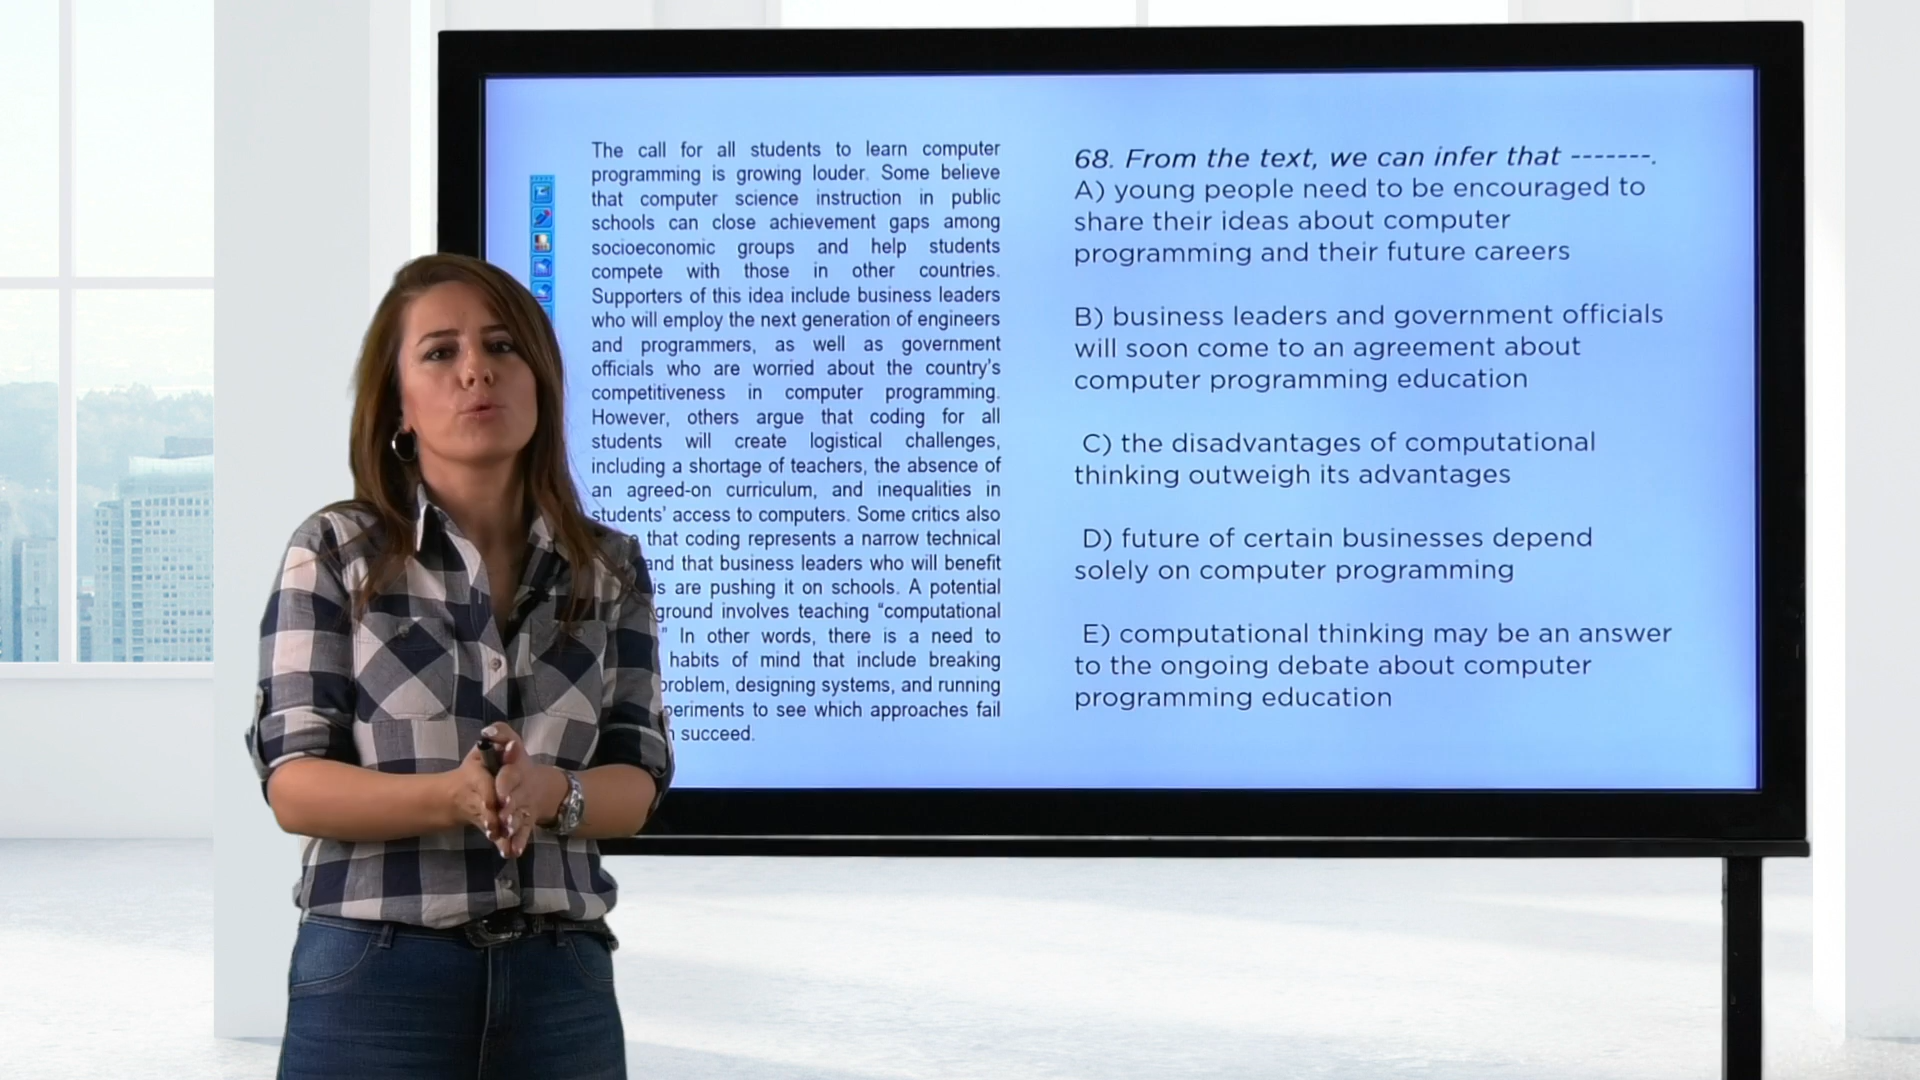 The call for all students to learn computer
programming is growing louder. Some believe
that computer science instruction in public
schools can close achievement gaps among
socioeconomic groups and help students
compete with those in other countries.
Supporters of this idea include business leaders
who will employ the next generation of engineers
and programmers, as well as government
officials who are worried about the country's
competitiveness in computer programming.
However, others argue that coding for all
students will create logistical challenges,
including a shortage of teachers, the absence of
an agreed-on curriculum, and inequalities in
students' access to computers. Some critics also
that coding represents a narrow technical
and that business leaders who will benefit
are pushing it on schools. A potential
involves teaching “computational
” In other words, there is a need to
habits of mind that include breaking
problem, designing systems, and running
to see which approaches fail
succeed.
68. From the text, we can infer that -------.
A) young people need to be encouraged to
share their ideas about computer
programming and their future careers
B) business leaders and government officials
will soon come to an agreement about
computer programming education
C) the disadvantages of computational
thinking outweigh its advantages
D) future of certain businesses depend
solely on computer programming
E) computational thinking may be an answer
to the ongoing debate about computer
programming education